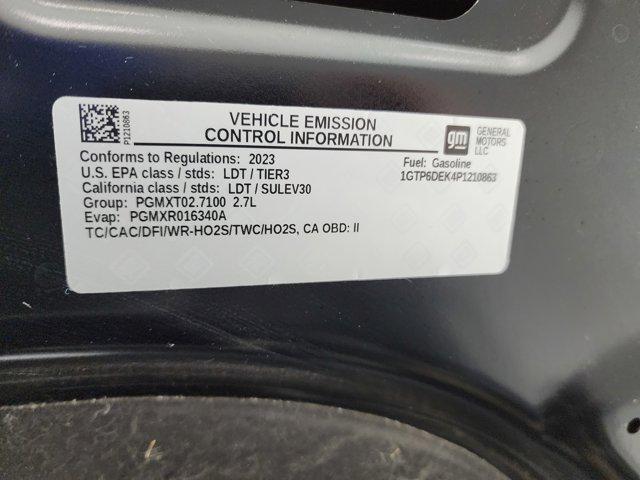 P1210863
VEHICLE EMISSION
CONTROL INFORMATION
gm
GENERAL
MOTORS
LLC
Conforms to Regulations: 2023
U.S. EPA class / stds: LDT / TIER3
California class / stds: LDT / SULEV30
Group: PGMXT02.7100 2.7L
Evap: PGMXR016340A
TC/CAC/DFI/WR-HO2S/TWC/HO2S, CA OBD: II
Fuel: Gasoline
1GTP6DEK4P1210863